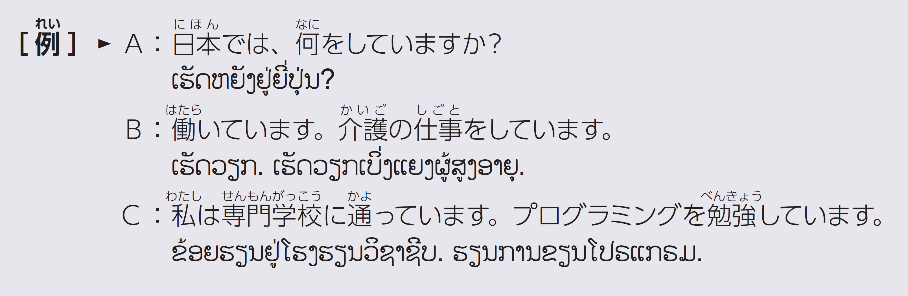 れい にほん なに
[例] ► A：日本では、何をしていますか？
ເຮັດຫຍັງຢູ່ຍີ່ປຸ່ນ?
はたら かいご しごと
B：働いています。介護の仕事をしています。
ເຮັດວຽກ. ເຮັດວຽກເບິ່ງແຍງຜູ້ສູງອາຍຸ.
わたし せんもんがっこう かよ べんきょう
C：私は専門学校に通っています。プログラミングを勉強しています。
ຂ້ອຍຮຽນຢູ່ໂຮງຮຽນວິຊາຊີບ. ຮຽນການຂຽນໂປຣແກຣມ.